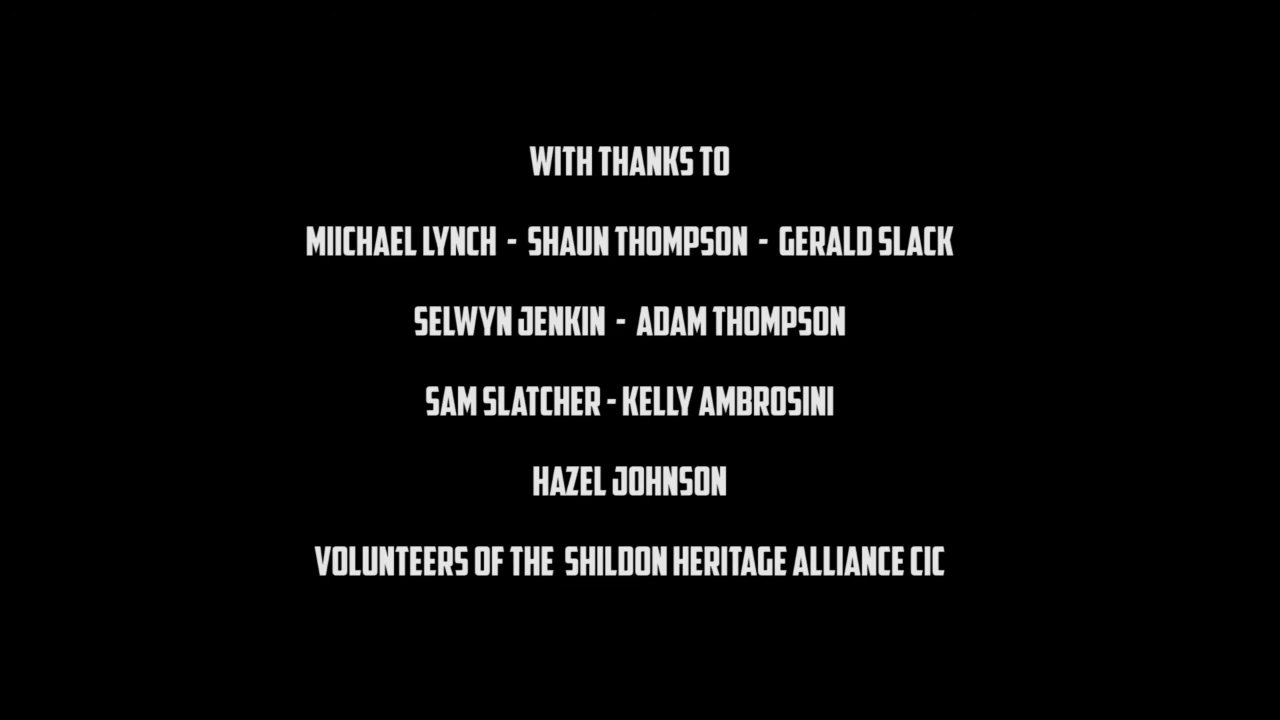 WITH THANKS TO
MIICHAEL LYNCH - SHAUN THOMPSON - GERALD SLACK
SELWYN JENKIN - ADAM THOMPSON
SAM SLATCHER - KELLY AMBROSINI
HAZEL JOHNSON
VOLUNTEERS OF THE SHILDON HERITAGE ALLIANCE CIC